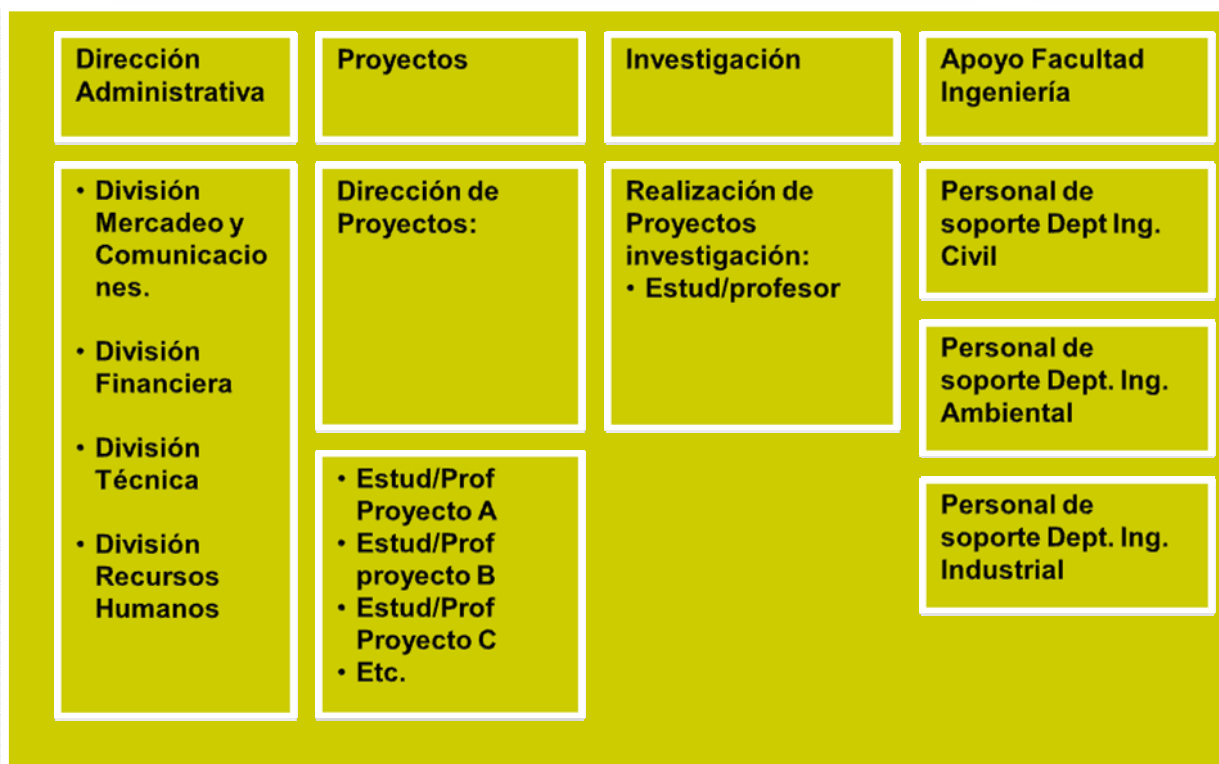 Dirección
Administrativa
Proyectos
Investigación
Apoyo Facultad
Ingeniería
• División
Mercadeo y
Comunicacio
nes.
• División
Financiera
• División
Técnica
• División
Recursos
Humanos
Dirección de
Proyectos:
• Estud/Prof
Proyecto A
• Estud/Prof
proyecto B
• Estud/Prof
Proyecto C
• Etc.
Realización de
Proyectos
investigación:
• Estud/profesor
Personal de
soporte Dept Ing.
Civil
Personal de
soporte Dept. Ing.
Ambiental
Personal de
soporte Dept. Ing.
Industrial